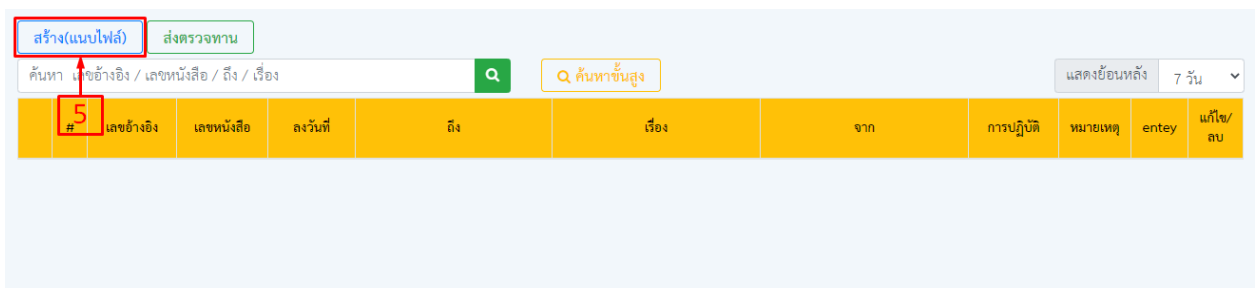 สร้าง(แนบไฟล์) ส่งตรวจทาน
ค้นหา เลขอ้างอิง / เลขหนังสือ / ถึง / เรื่อง ค้นหาขั้นสูง แสดงย้อนหลัง 7 วัน
5
# เลขอ้างอิง เลขหนังสือ ลงวันที่ ถึง เรื่อง จาก การปฏิบัติ หมายเหตุ entey แก้ไข/
ลบ